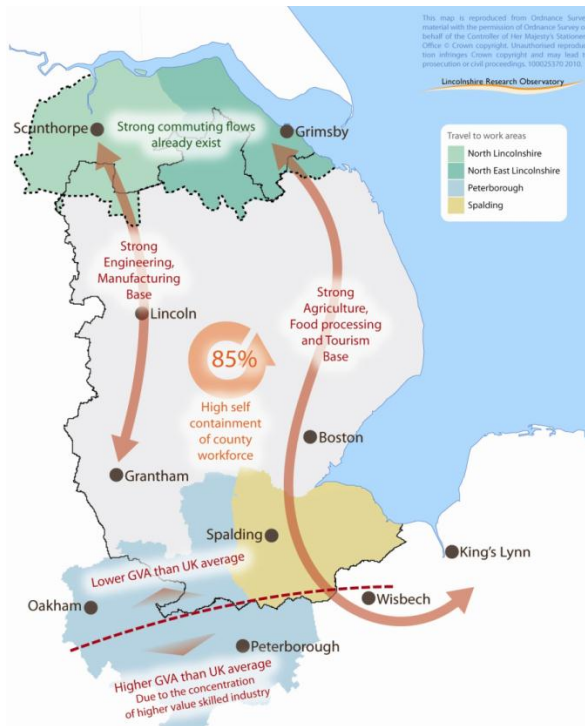 This map is reproduced from Ordnance Survey
material with the permission of Ordnance Survey on
behalf of the Controller of Her Majesty's Stationery
Office © Crown copyright. Unauthorised reproduc-
tion infringes Crown copyright and may lead to
prosecution or civil proceedings. 100025370 2010.
Lincolnshire Research Observatory
Travel to work areas
North Lincolnshire
North East Lincolnshire
Peterborough
Spalding
Scunthorpe
Strong commuting flows
already exist
Grimsby
Strong
Engineering,
Manufacturing
Base
Lincoln
Strong
Agriculture,
Food processing
and Tourism
Base
85%
High self
containment
of county
workforce
Boston
Grantham
Spalding
King's Lynn
Lower GVA than UK average
Oakham
Wisbech
Peterborough
Higher GVA than UK average
Due to the concentration
of higher value skilled industry